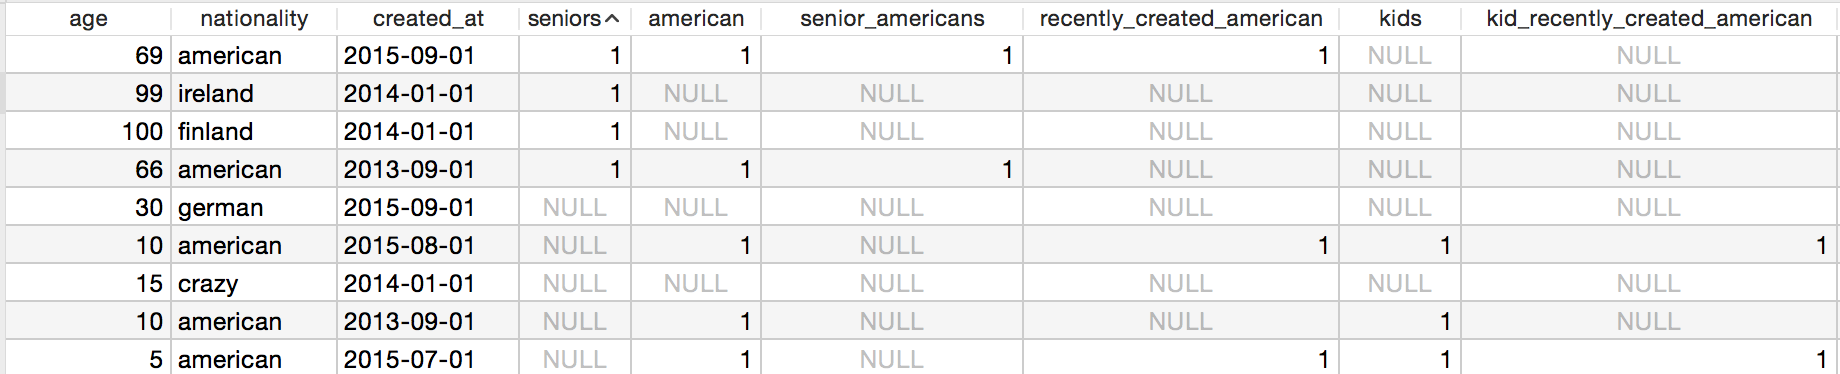 age nationality created_at seniors american senior_americans recently_created_american kids kid_recently_created_american
69 american 2015-09-01 1 1 1 1 NULL NULL
99 ireland 2014-01-01 1 NULL NULL NULL NULL NULL
100 finland 2014-01-01 1 NULL NULL NULL NULL NULL
66 american 2013-09-01 1 1 1 NULL NULL NULL
30 german 2015-09-01 NULL NULL NULL NULL NULL NULL
10 american 2015-08-01 NULL 1 NULL 1 1 1
15 crazy 2014-01-01 NULL NULL NULL NULL NULL NULL
10 american 2013-09-01 NULL 1 NULL NULL 1 NULL
5 american 2015-07-01 NULL 1 NULL 1 1 1